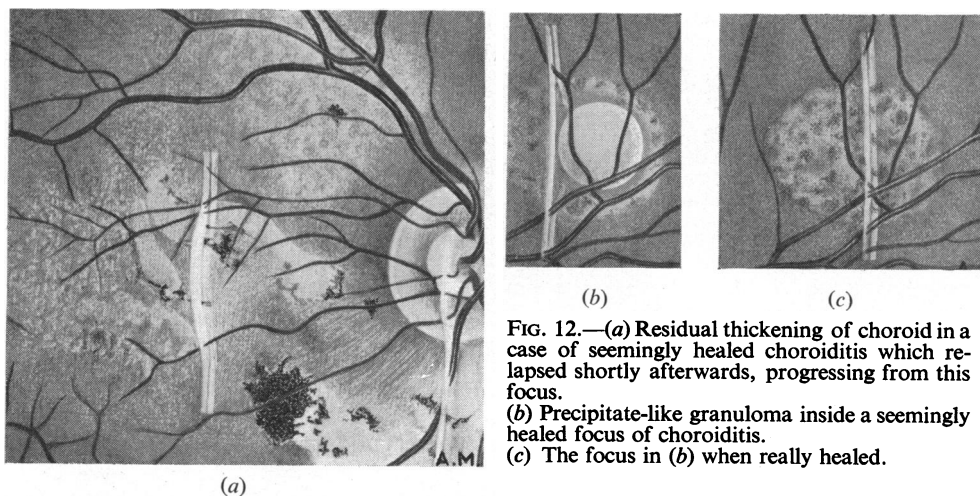 A.M
(a)
(b)
(c)
FIG. 12.—(a) Residual thickening of choroid in a
case of seemingly healed choroiditis which re-
lapsed shortly afterwards, progressing from this
focus.
(b) Precipitate-like granuloma inside a seemingly
healed focus of choroiditis.
(c) The focus in (b) when really healed.